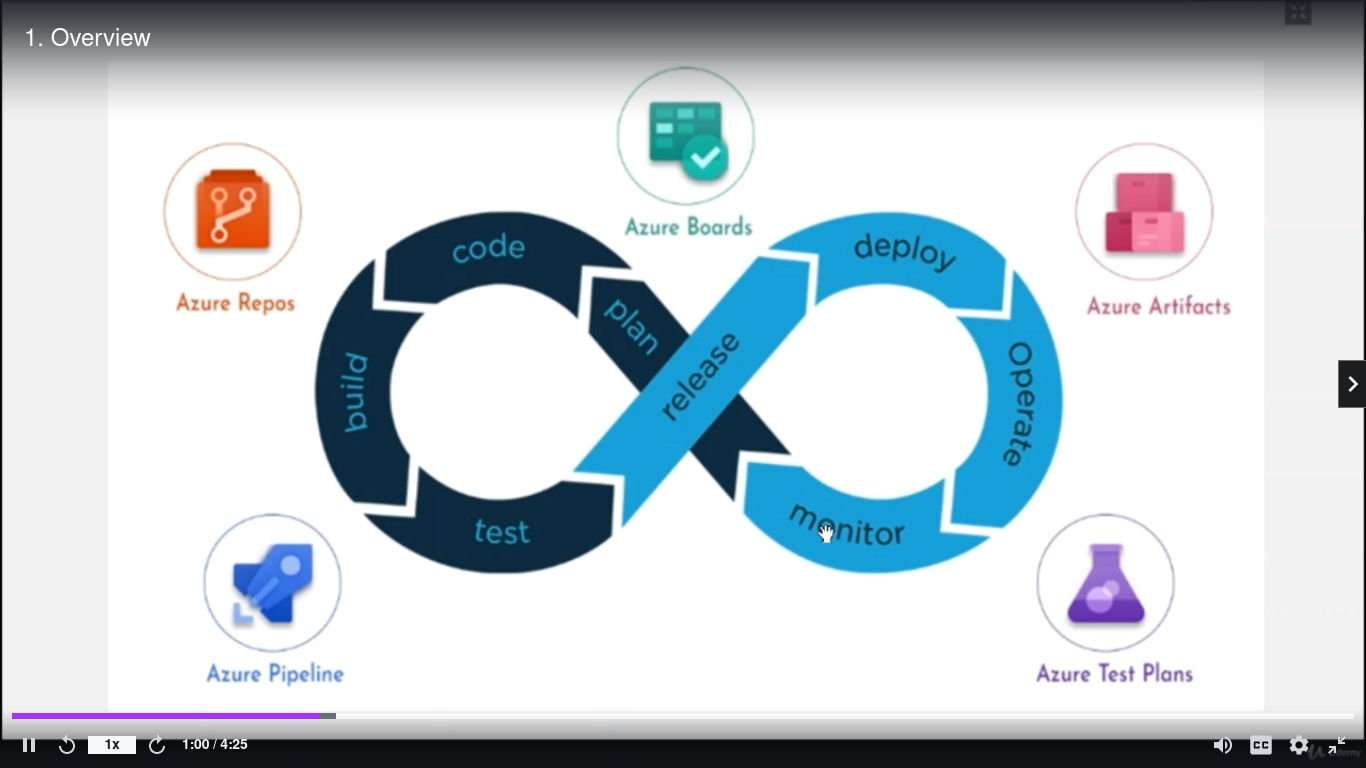 1. Overview
Azure Boards
Azure Repos
Azure Artifacts
code
plan
build
test
release
deploy
Operate
monitor
Azure Pipeline
Azure Test Plans
1x
1:00 / 4:25
CC